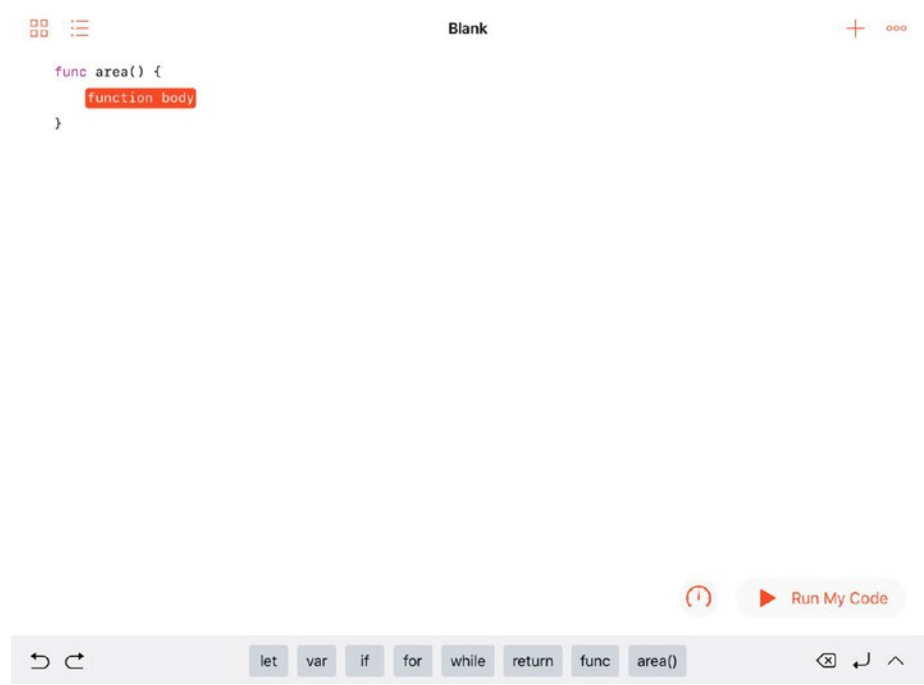 Blank
func area() {
function body
}
Run My Code
let var if for while return func area()